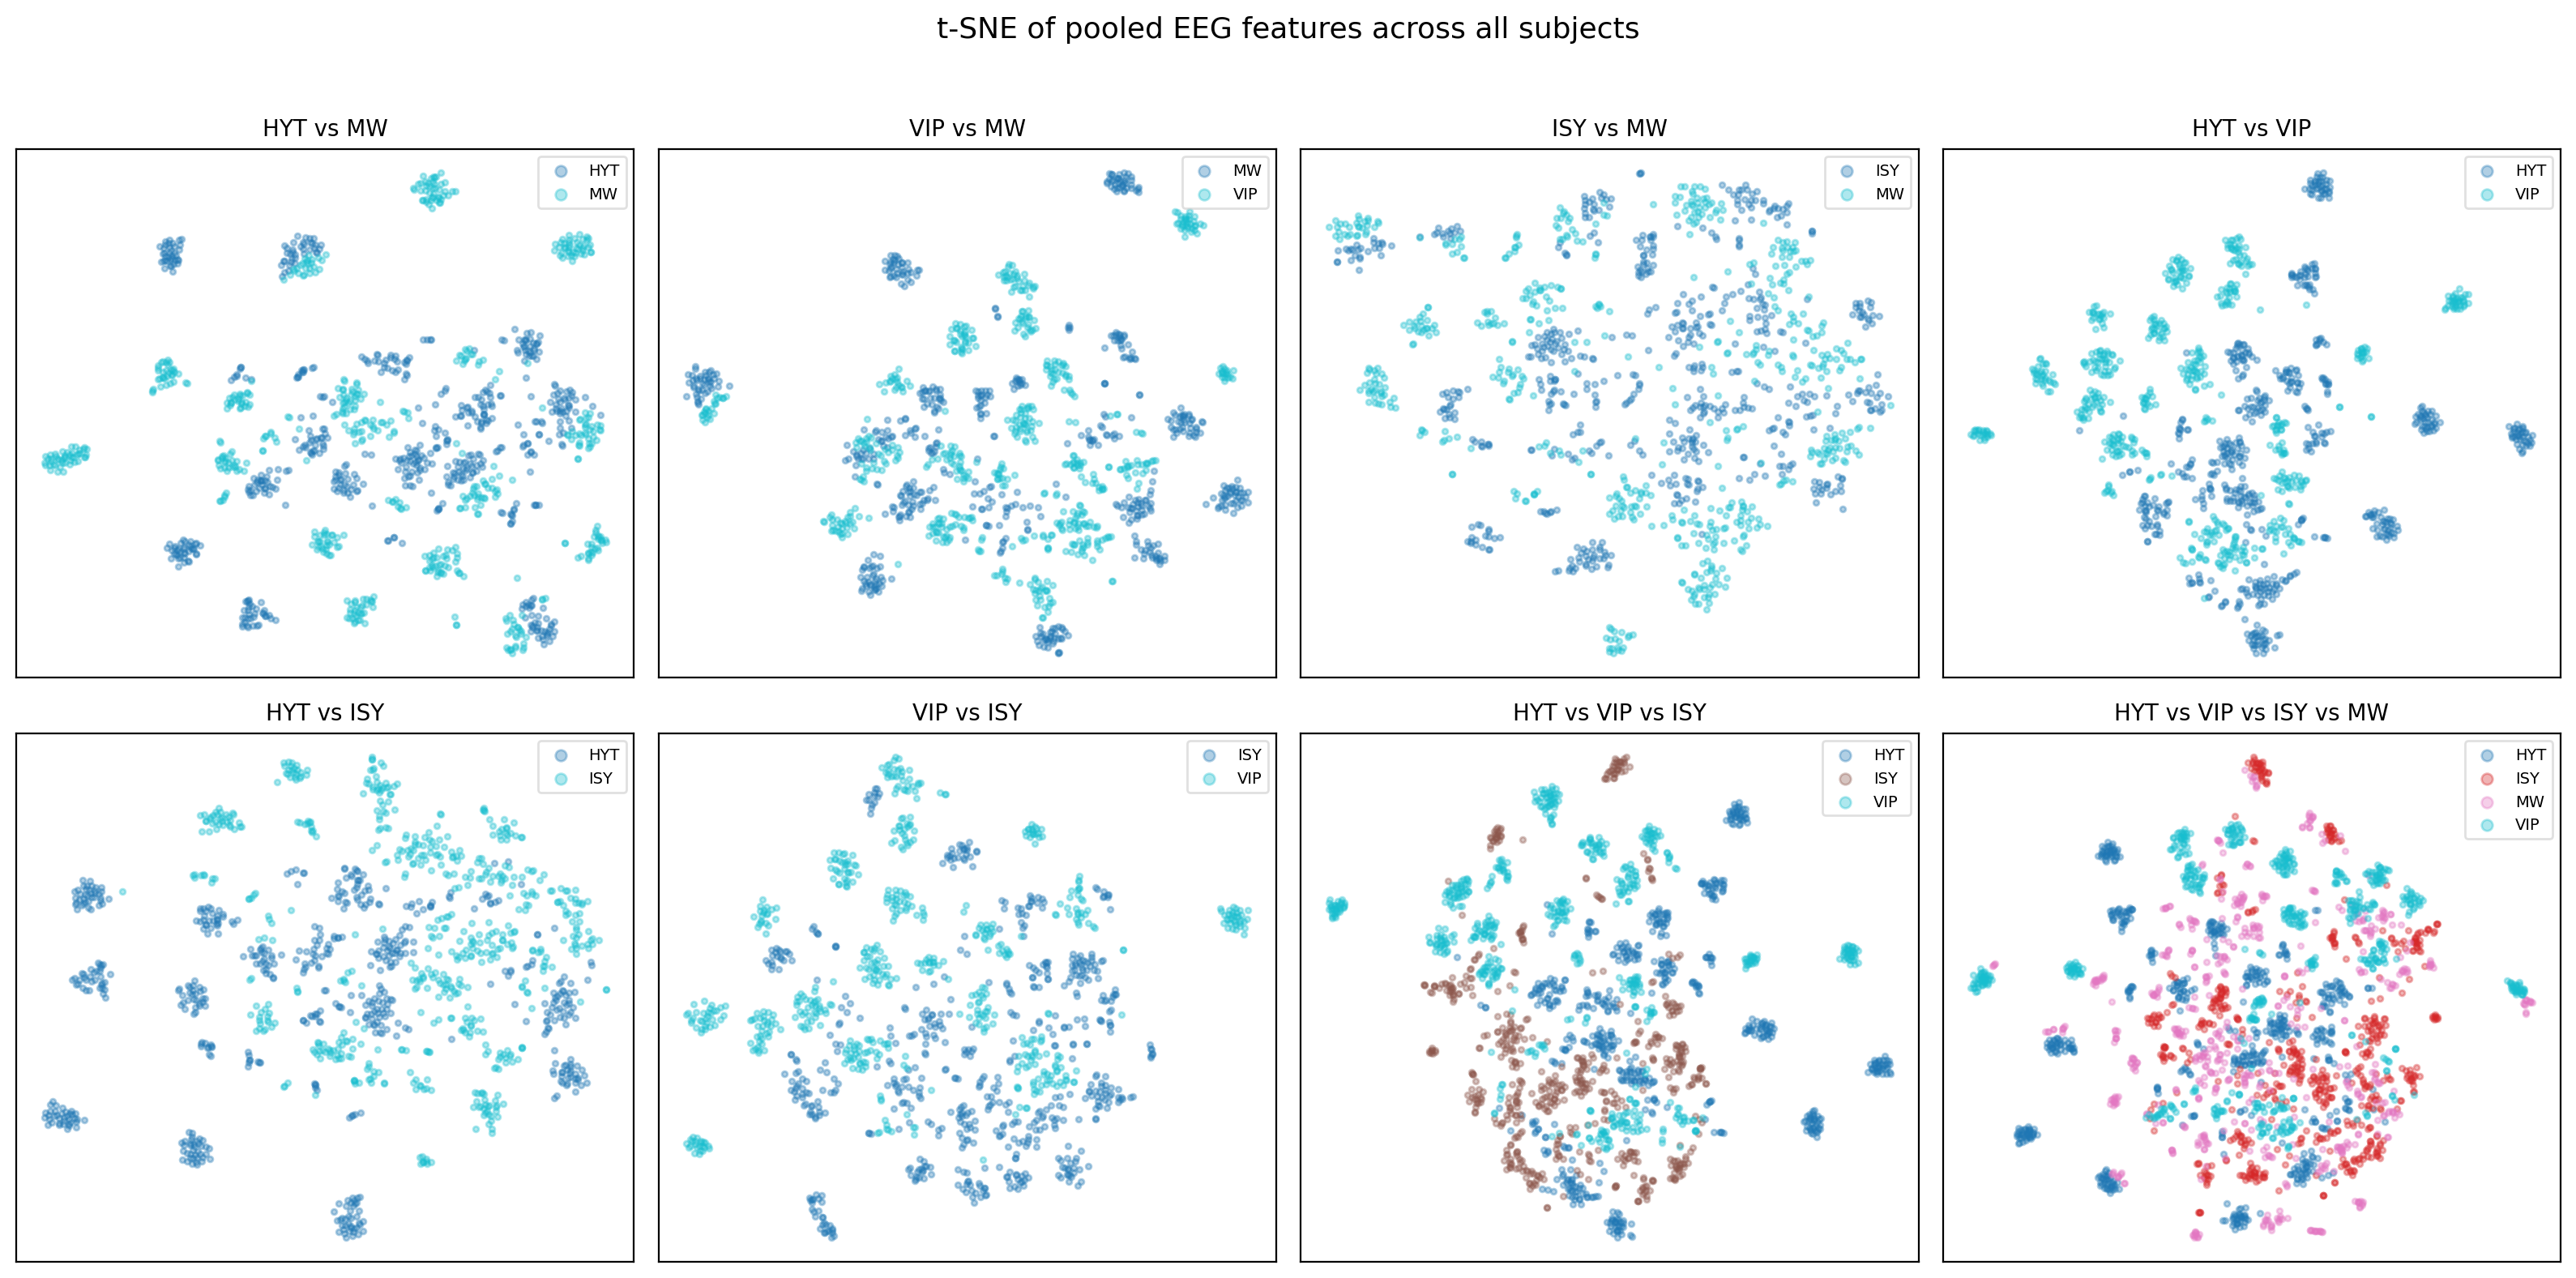 t-SNE of pooled EEG features across all subjects
HYT vs MW
HYT
MW
VIP vs MW
MW
VIP
ISY vs MW
ISY
MW
HYT vs VIP
HYT
VIP
HYT vs ISY
HYT
ISY
VIP vs ISY
ISY
VIP
HYT vs VIP vs ISY
HYT
ISY
VIP
HYT vs VIP vs ISY vs MW
HYT
ISY
MW
VIP